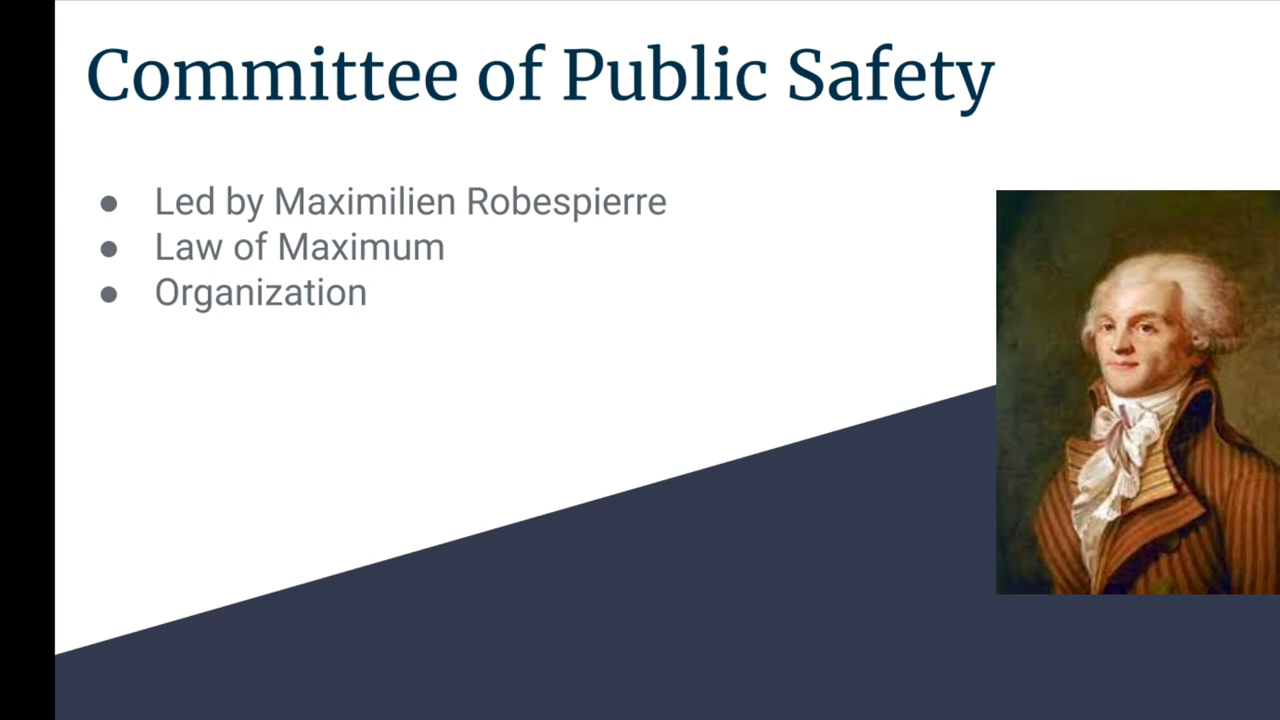 Committee of Public Safety
● Led by Maximilien Robespierre
● Law of Maximum
● Organization